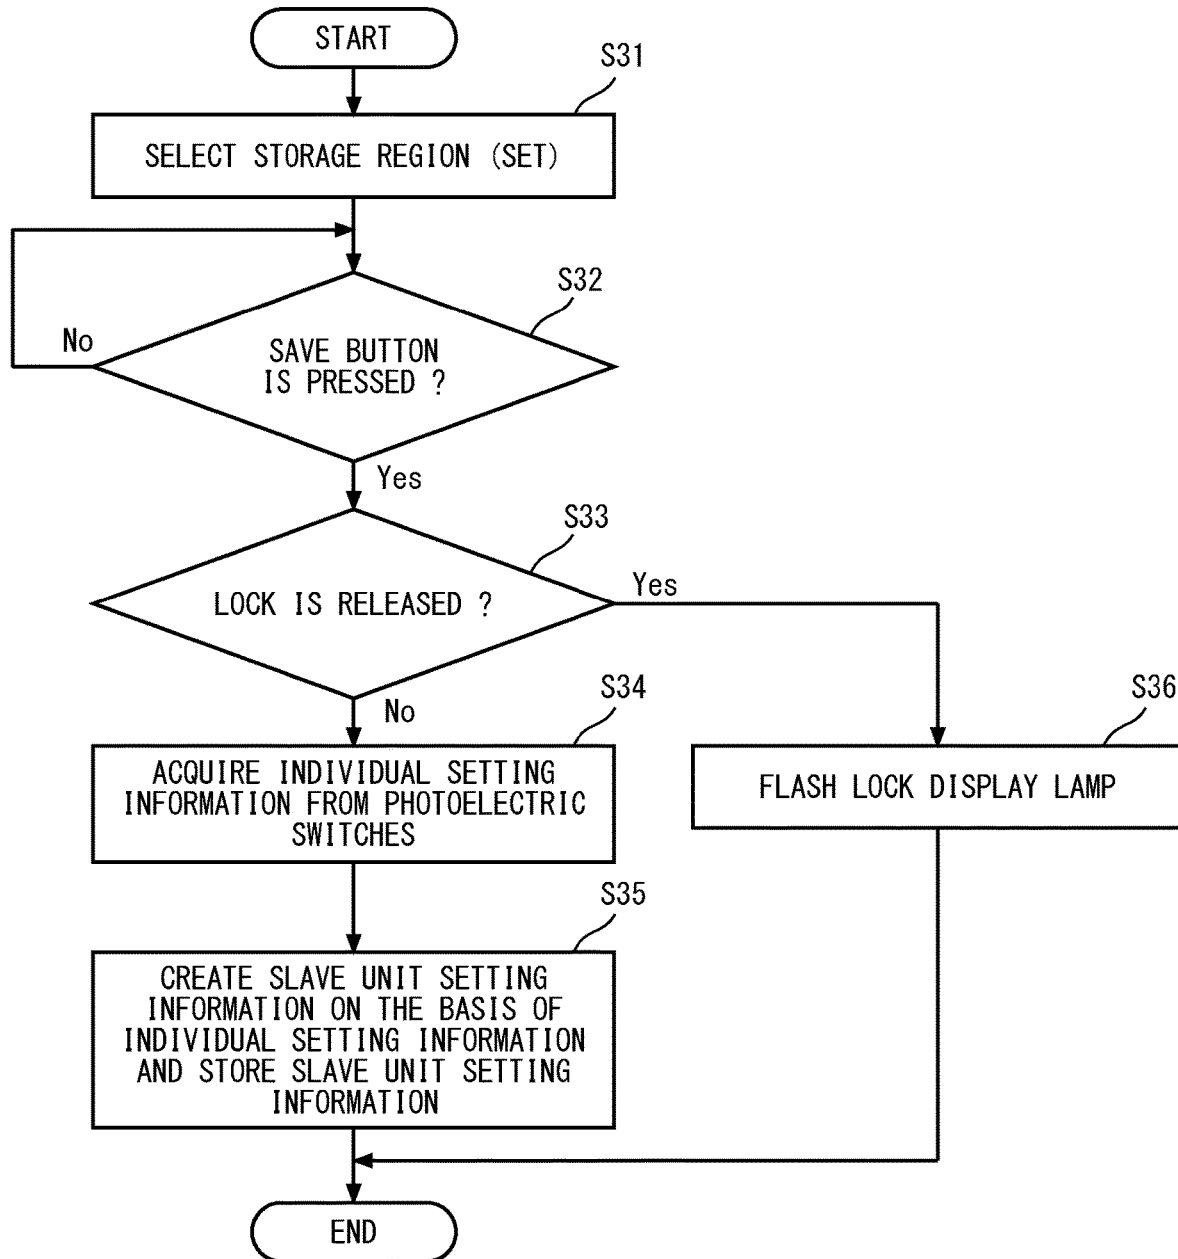 START
S31
SELECT STORAGE REGION (SET)
S32
No
SAVE BUTTON
IS PRESSED ?
Yes
S33
LOCK IS RELEASED ?
Yes
No
S34
ACQUIRE INDIVIDUAL SETTING
INFORMATION FROM PHOTOELECTRIC
SWITCHES
S36
FLASH LOCK DISPLAY LAMP
S35
CREATE SLAVE UNIT SETTING
INFORMATION ON THE BASIS OF
INDIVIDUAL SETTING INFORMATION
AND STORE SLAVE UNIT SETTING
INFORMATION
END